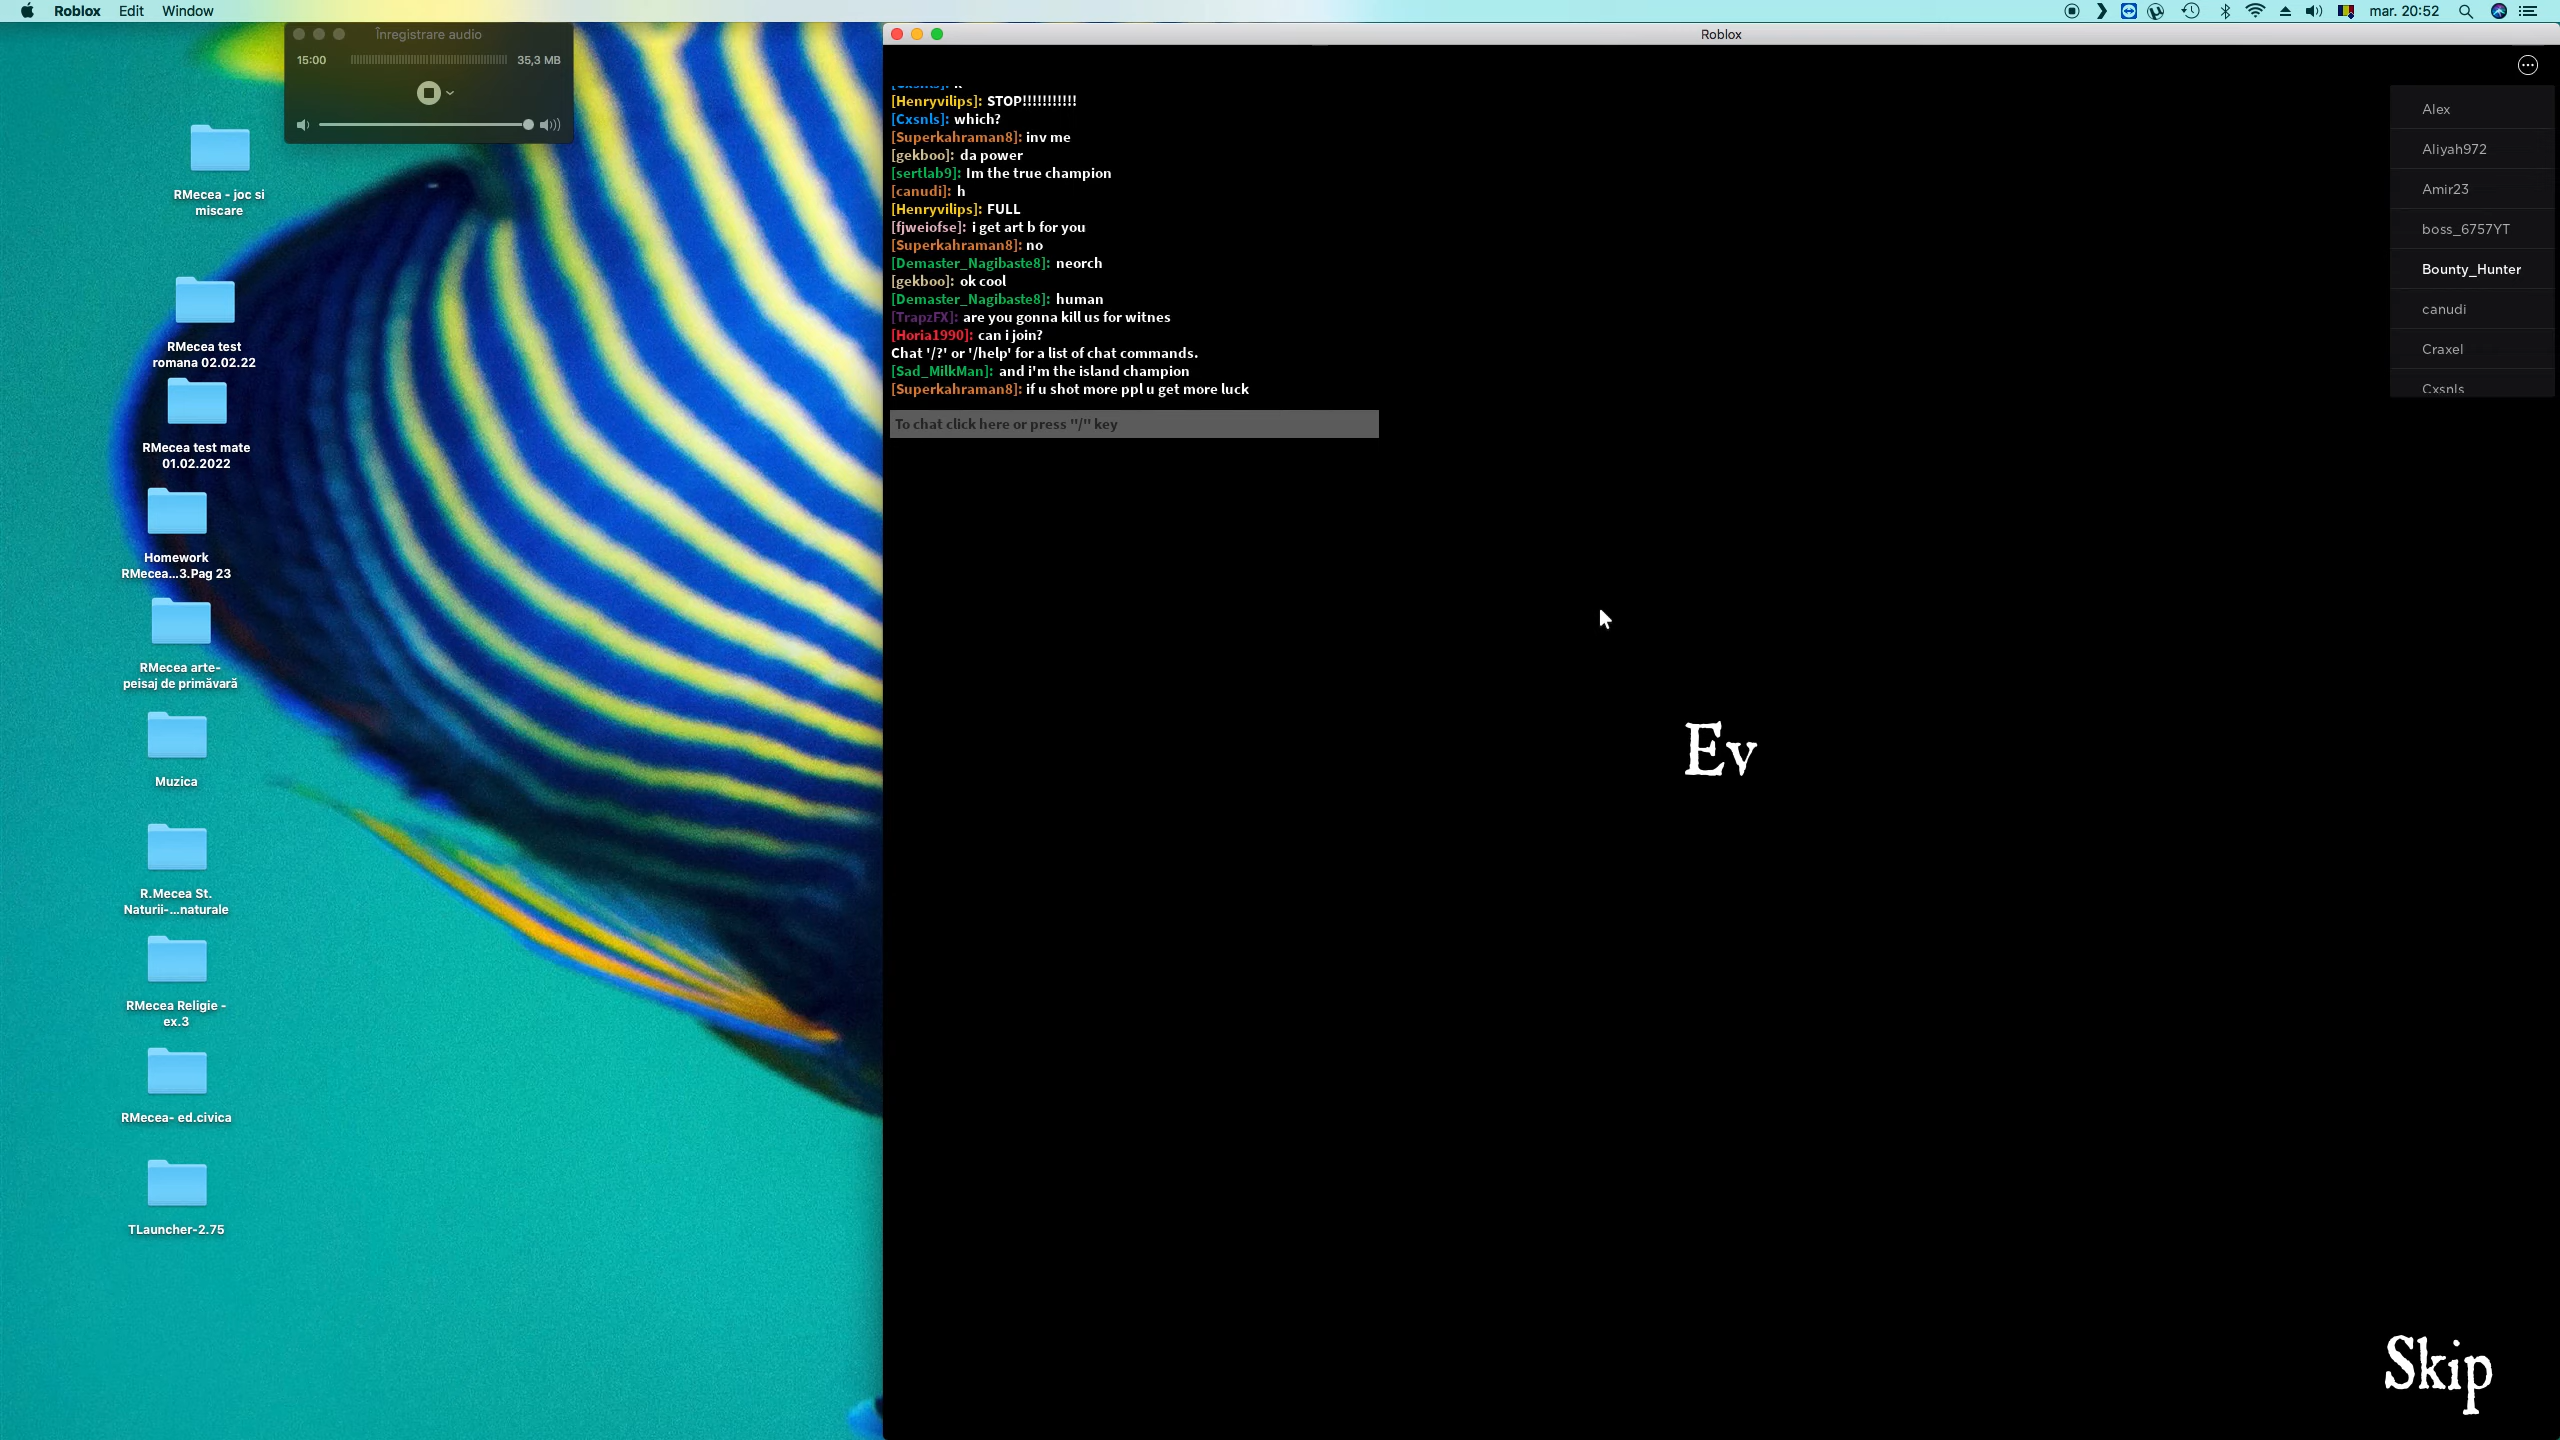 Roblox Edit Window
mar. 20:52
Înregistrare audio
15:00
35,3 MB
RMecea - joc si
miscare
RMecea test
romana 02.02.22
RMecea test mate
01.02.2022
Homework
RMecea...3.Pag 23
RMecea arte-
peisaj de primăvară
Muzica
R.Mecea St.
Naturii-...naturale
RMecea Religie -
ex.3
RMecea- ed.civica
TLauncher-2.75
Roblox
[Henryvilips]: STOP!!!!!!!!!!!
[Cxsnls]: which?
[Superkahraman8]: inv me
[gekboo]: da power
[sertlab9]: Im the true champion
[canudi]: h
[Henryvilips]: FULL
[fjweiofse]: i get art b for you
[Superkahraman8]: no
[Demaster_Nagibaste8]: neorch
[gekboo]: ok cool
[Demaster_Nagibaste8]: human
[TrapzFX]: are you gonna kill us for witnes
[Horia1990]: can i join?
Chat '/?' or '/help' for a list of chat commands.
[Sad_MilkMan]: and i'm the island champion
[Superkahraman8]: if u shot more ppl u get more luck
To chat click here or press "/" key
Alex
Aliyah972
Amir23
boss_6757YT
Bounty_Hunter
canudi
Craxel
Cxsnls
Ev
Skip